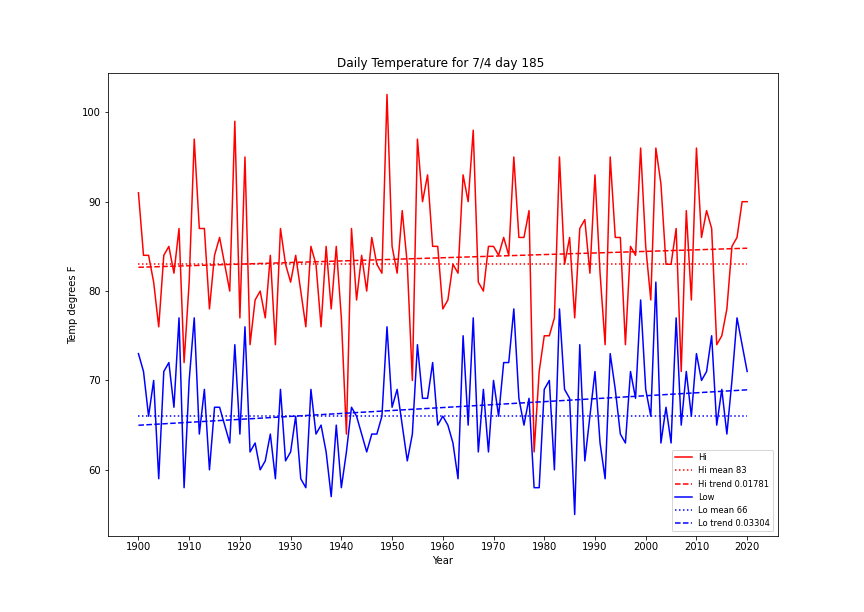 Daily Temperature for 7/4 day 185
100
90
80
70
60
Temp degrees F
1900 1910 1920 1930 1940 1950 1960 1970 1980 1990 2000 2010 2020
Year
Hi
Hi mean 83
Hi trend 0.01781
Low
Lo mean 66
Lo trend 0.03304